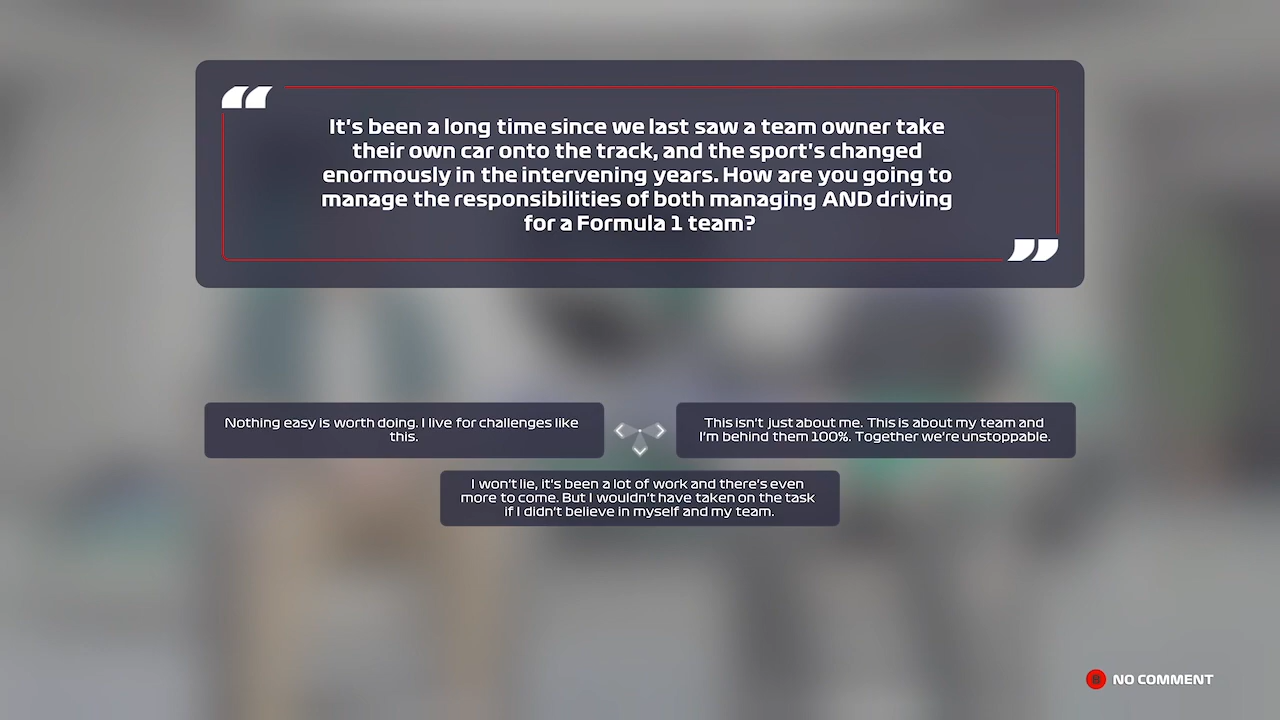 It's been a long time since we last saw a team owner take
their own car onto the track, and the sport's changed
enormously in the intervening years. How are you going to
manage the responsibilities of both managing AND driving
for a Formula 1 team?
Nothing easy is worth doing. I live for challenges like
this.
This isn't just about me. This is about my team and
I'm behind them 100%. Together we're unstoppable.
I won't lie, it's been a lot of work and there's even
more to come. But I wouldn't have taken on the task
if I didn't believe in myself and my team.
B NO COMMENT